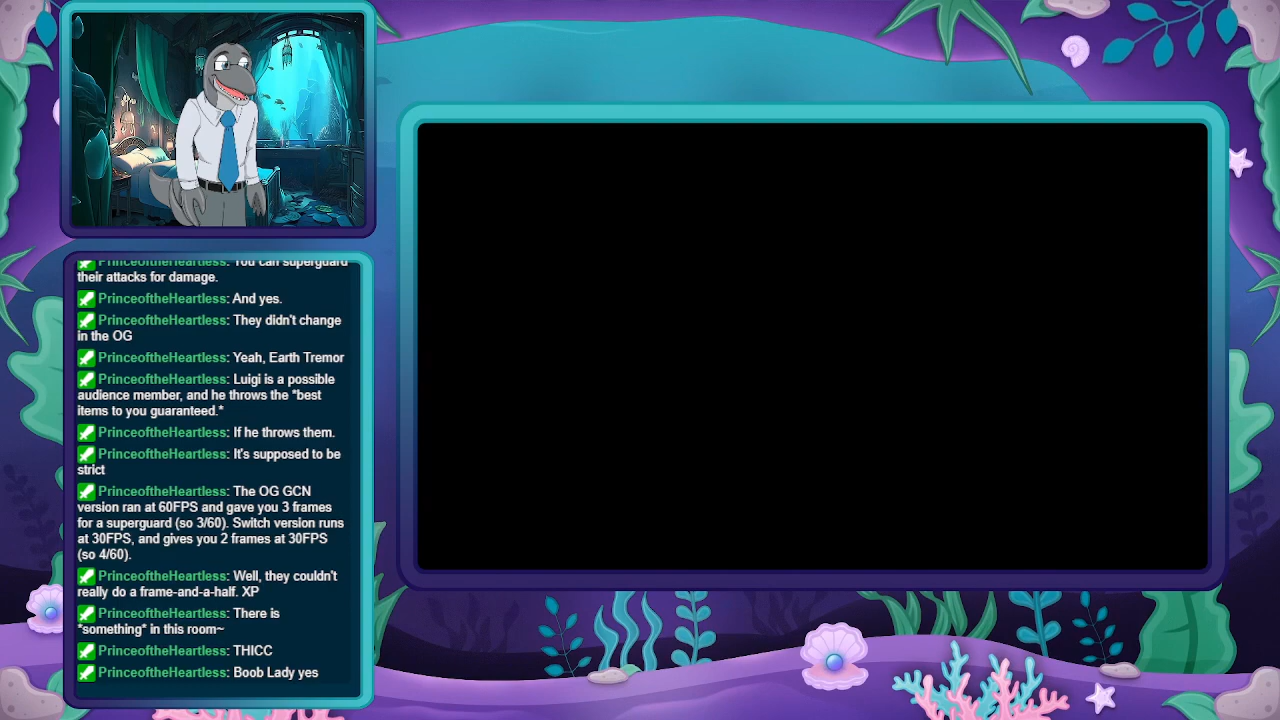 PrinceoftheHeartless: You can superguard
their attacks for damage.
PrinceoftheHeartless: And yes.
PrinceoftheHeartless: They didn't change
in the OG
PrinceoftheHeartless: Yeah, Earth Tremor
PrinceoftheHeartless: Luigi is a possible
audience member, and he throws the *best
items to you guaranteed.*
PrinceoftheHeartless: If he throws them.
PrinceoftheHeartless: It's supposed to be
strict
PrinceoftheHeartless: The OG GCN
version ran at 60FPS and gave you 3 frames
for a superguard (so 3/60). Switch version runs
at 30FPS, and gives you 2 frames at 30FPS
(so 4/60).
PrinceoftheHeartless: Well, they couldn't
really do a frame-and-a-half. XP
PrinceoftheHeartless: There is
*something* in this room~
PrinceoftheHeartless: THICC
PrinceoftheHeartless: Boob Lady yes